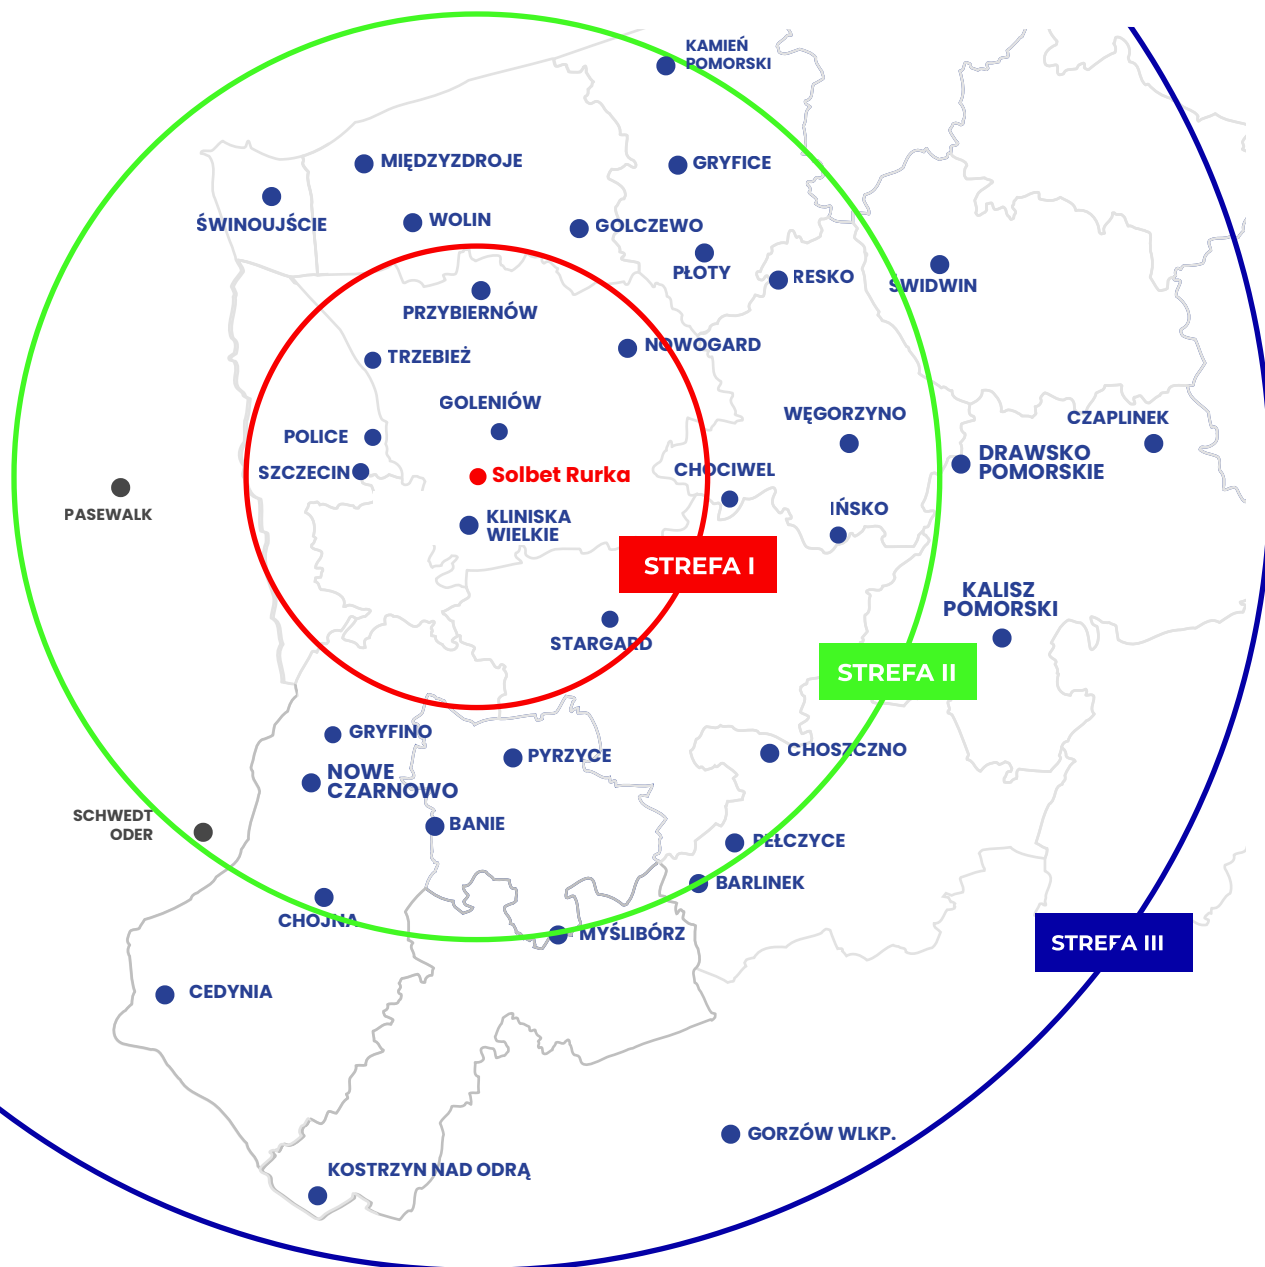 KAMIEŃ
POMORSKI
MIĘDZYZDROJE
GRYFICE
ŚWINOUJŚCIE
WOLIN
GOLCZEWO
PŁOTY
RESKO
ŚWIDWIN
PRZYBIERNÓW
TRZEBIEŻ
NOWOGARD
GOLENIÓW
WĘGORZYNO
CZAPLINEK
POLICE
SZCZECIN
Solbet Rurka
CHOCIWEL
DRAWSKO
POMORSKIE
PASEWALK
KLINISKA
WIELKIE
IŃSKO
STREFA I
KALISZ
POMORSKI
STARGARD
STREFA II
GRYFINO
PYRZYCE
CHOSZCZNO
NOWE
CZARNOWO
SCHWEDT
ODER
BANIE
PEŁCZYCE
BARLINEK
CHOJNA
MYŚLIBÓRZ
STREFA III
CEDYNIA
GORZÓW WLKP.
KOSTRZYN NAD ODRĄ